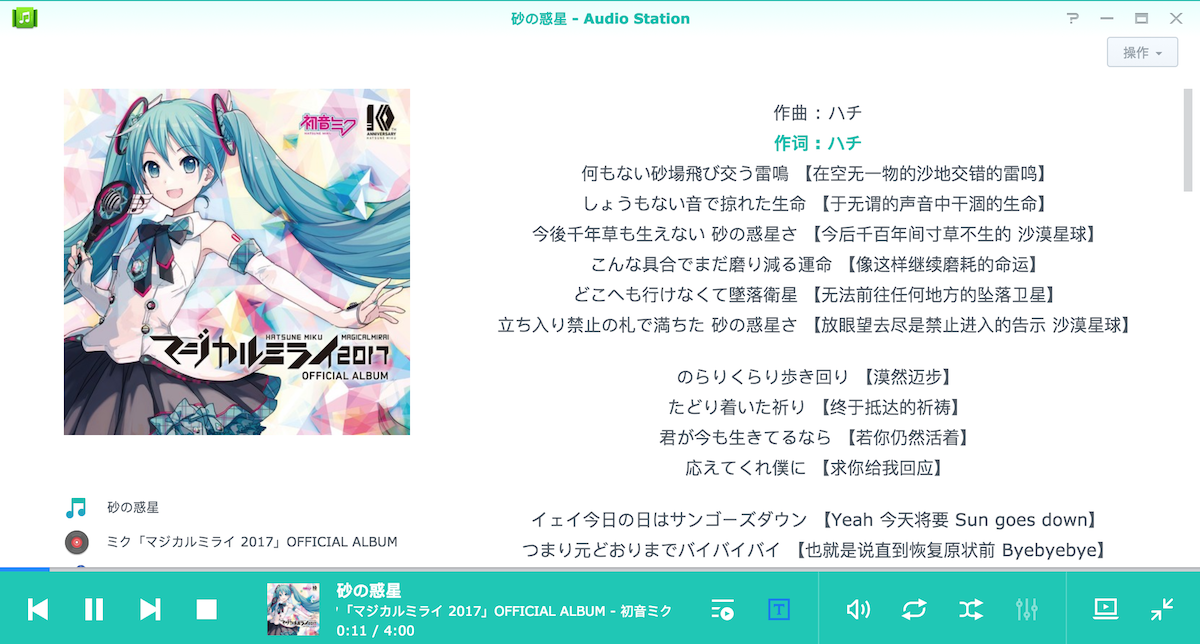 砂の惑星 - Audio Station
操作
初音ミク
HATSUNE MIKU
10th
ANNIVERSARY
HATSUNE MIKU
HATSUNE MIKU MAGICALMIRAI
マジカルミライ2017
OFFICIAL ALBUM
砂の惑星
ミク「マジカルミライ 2017」OFFICIAL ALBUM
作曲 : ハチ
作词 : ハチ
何もない砂場飛び交う雷鳴 【在空无一物的沙地交错的雷鸣】
しょうもない音で掠れた生命 【于无谓的声音中干涸的生命】
今後千年草も生えない 砂の惑星さ 【今后千百年间寸草不生的 沙漠星球】
こんな具合でまだ磨り減る運命 【像这样继续磨耗的命运】
どこへも行けなくて墜落衛星 【无法前往任何地方的坠落卫星】
立ち入り禁止の札で満ちた 砂の惑星さ 【放眼望去尽是禁止进入的告示 沙漠星球】
のらりくらり歩き回り 【漠然迈步】
たどり着いた祈り 【终于抵达的祈祷】
君が今も生きてるなら 【若你仍然活着】
応えてくれ僕に 【求你给我回应】
イェイ今日の日はサンゴーズダウン 【Yeah 今天将要 Sun goes down】
つまり元どおりまでバイバイバイ 【也就是说直到恢复原状前 Byebyebye】
砂の惑星
「マジカルミライ 2017」OFFICIAL ALBUM - 初音ミク
0:11 / 4:00